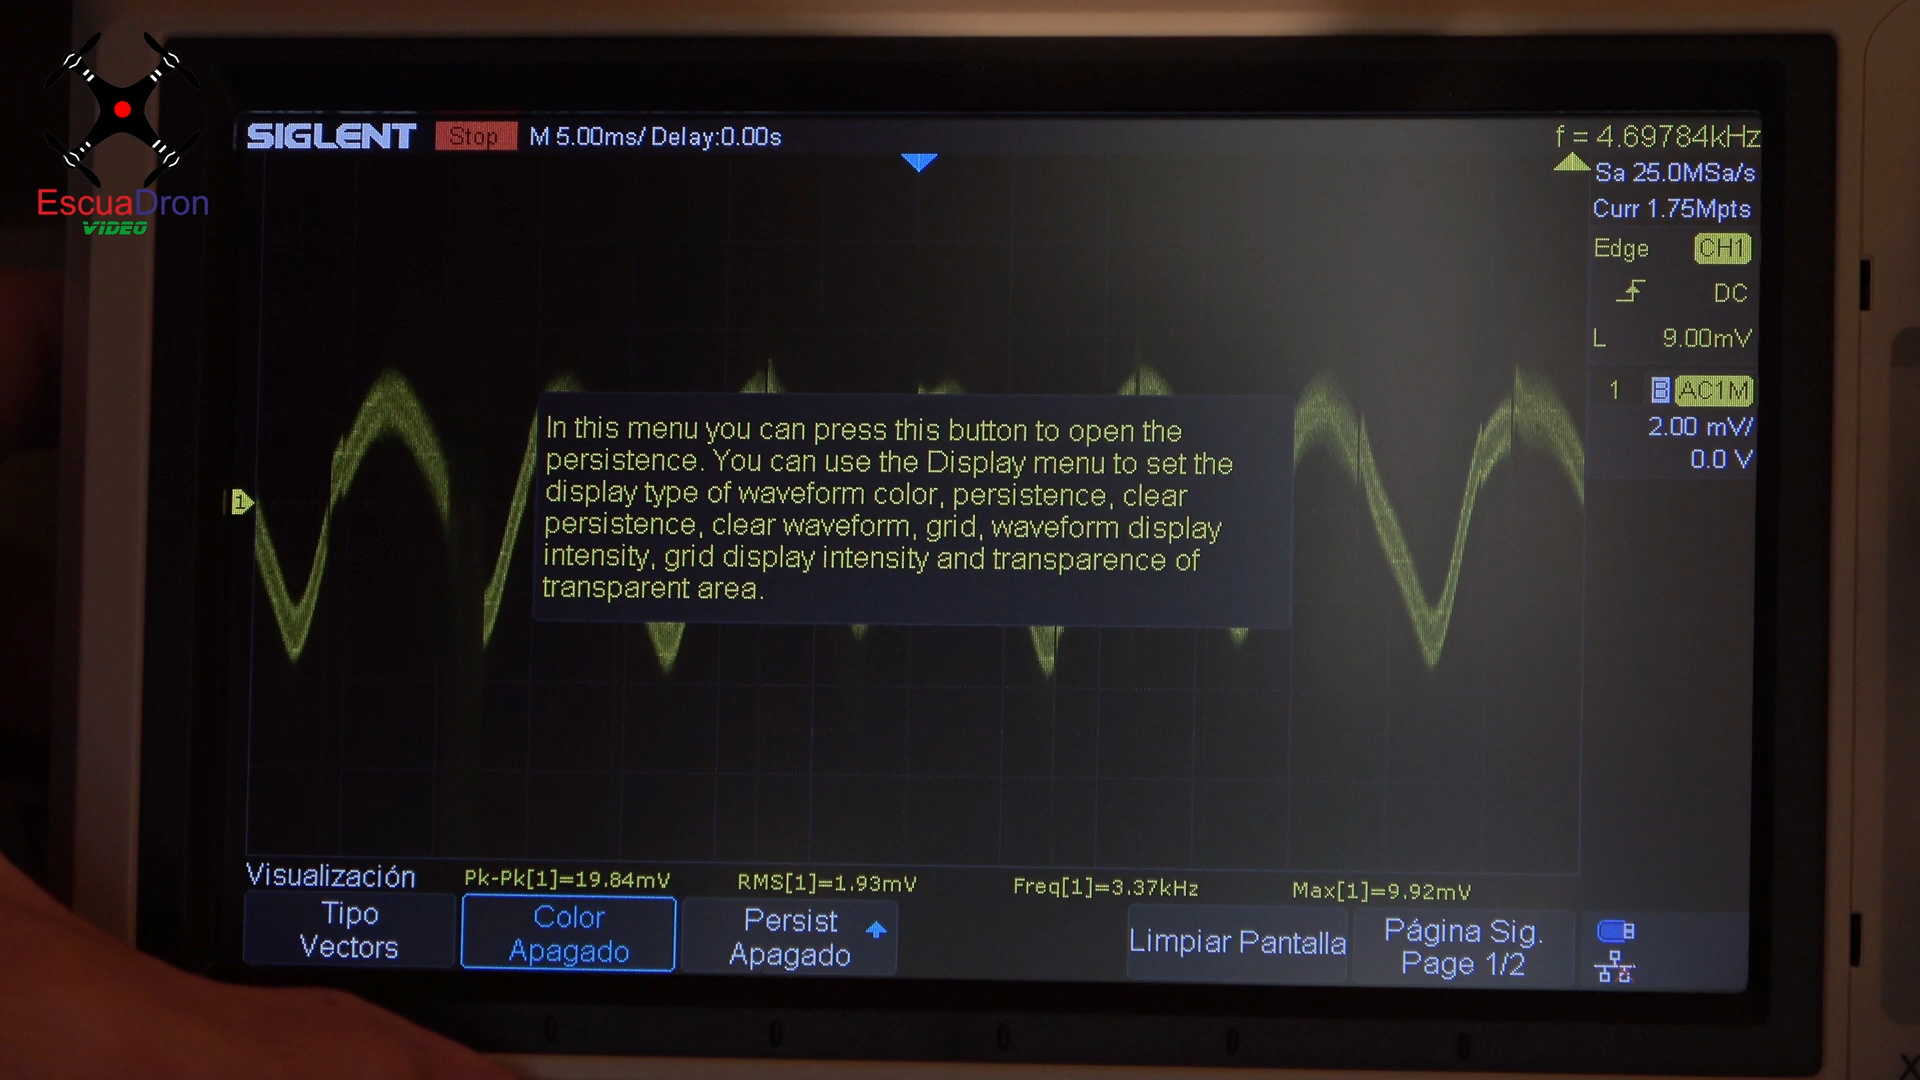 EscuaDron
VIDEO
SIGLENT Stop M 5.00ms/ Delay:0.00s
f = 4.69784kHz
Sa 25.0MSa/s
Curr 1.75Mpts
Edge CH1
DC
L 9.00mV
1 B AC1M
2.00 mV/
0.0 V
In this menu you can press this button to open the
persistence. You can use the Display menu to set the
display type of waveform color, persistence, clear
persistence, clear waveform, grid, waveform display
intensity, grid display intensity and transparence of
transparent area.
1
Visualización Pk-Pk[1]=19.84mV RMS[1]=1.93mV Freq[1]=3.37kHz Max[1]=9.92mV
Tipo
Vectors
Color
Apagado
Persist
Apagado
Limpiar Pantalla
Página Sig.
Page 1/2
X